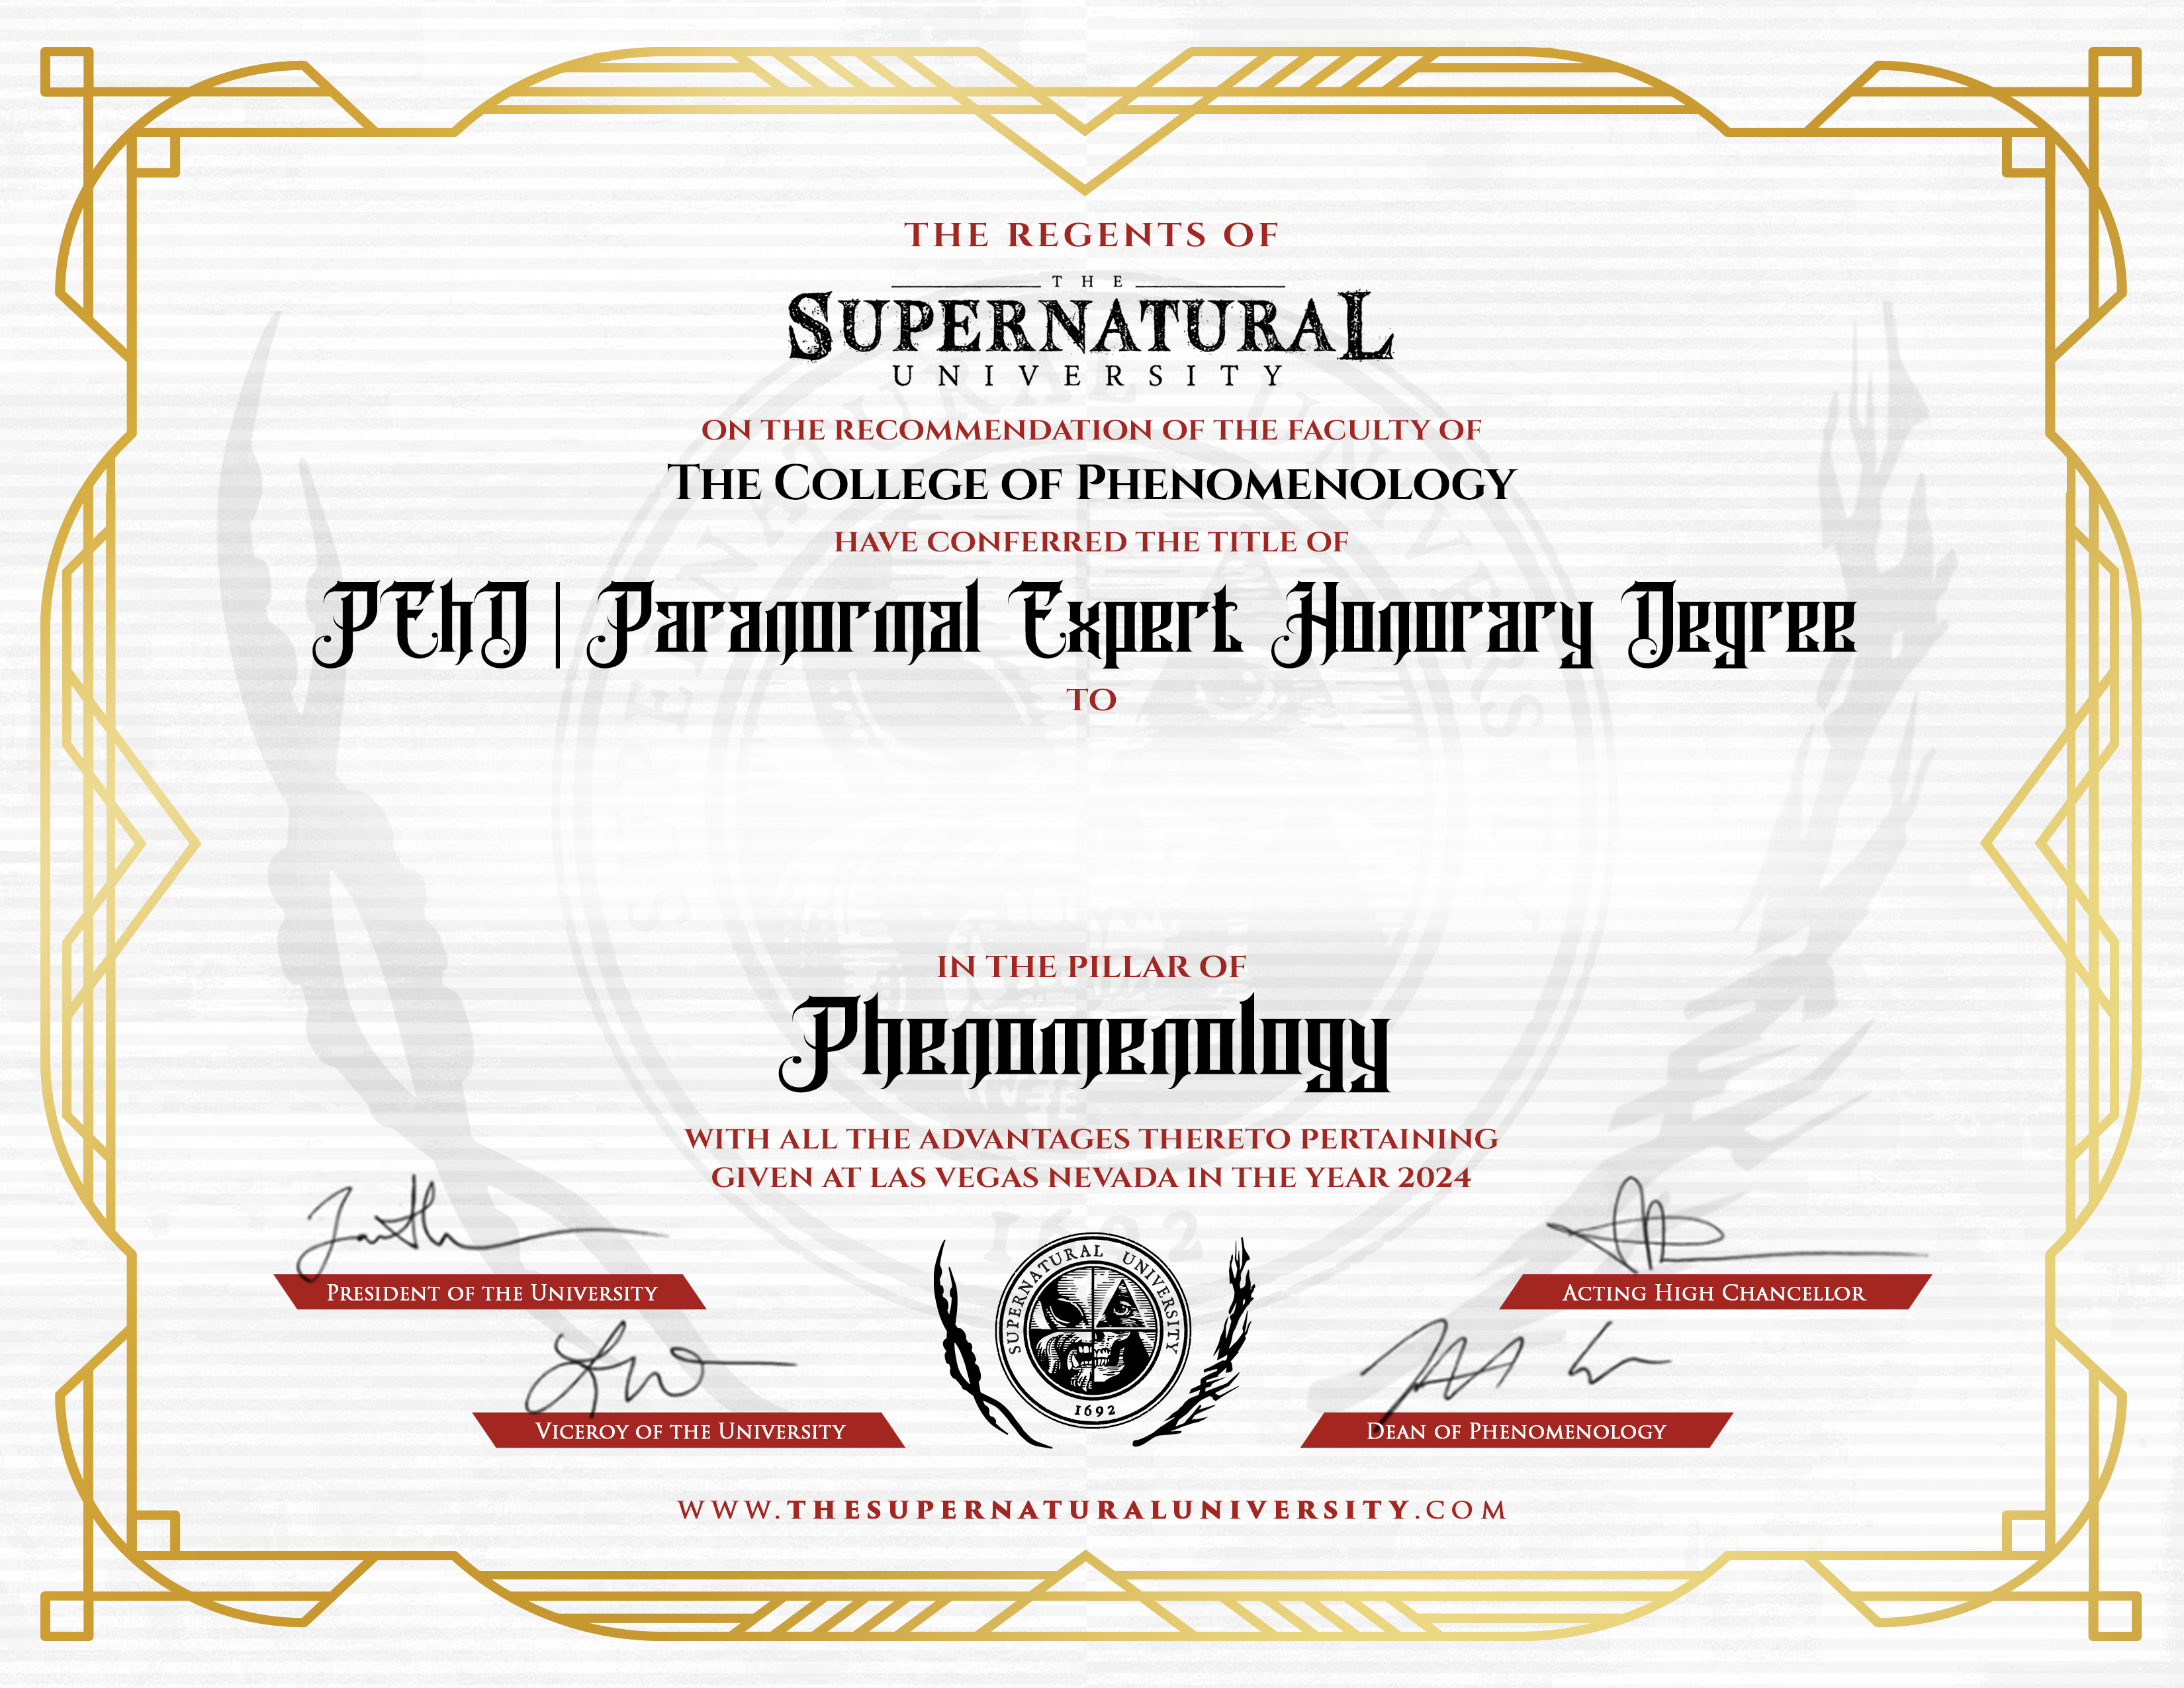 THE REGENTS OF
THE
SUPERNATURAL
UNIVERSITY
ON THE RECOMMENDATION OF THE FACULTY OF
THE COLLEGE OF PHENOMENOLOGY
HAVE CONFERRED THE TITLE OF
PEhD | Paranormal Expert Honorary Degree
TO
IN THE PILLAR OF
Phenomenology
WITH ALL THE ADVANTAGES THERETO PERTAINING
GIVEN AT LAS VEGAS NEVADA IN THE YEAR 2024
PRESIDENT OF THE UNIVERSITY
ACTING HIGH CHANCELLOR
SUPERNATURAL UNIVERSITY
1692
VICEROY OF THE UNIVERSITY
DEAN OF PHENOMENOLOGY
WWW.THESUPERNATURALUNIVERSITY.COM
SUPERNATURAL UNIVERSITY
1692